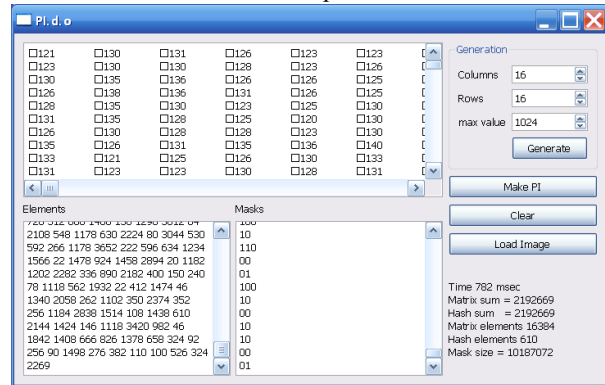 PI. d. o
□121 □130 □131 □126 □123 □123
□123 □130 □130 □128 □123 □126
□130 □135 □136 □126 □126 □125
□126 □138 □136 □131 □126 □125
□128 □135 □130 □123 □125 □130
□131 □135 □128 □125 □120 □130
□126 □130 □128 □128 □123 □130
□135 □126 □131 □135 □136 □140
□133 □121 □125 □126 □130 □133
□131 □123 □123 □130 □128 □131
Generation
Columns 16
Rows 16
max value 1024
Generate
Make PI
Clear
Load Image
Elements
2108 548 1178 630 2224 80 3044 530
592 266 1178 3652 222 596 634 1234
1566 22 1478 924 1458 2894 20 1182
1202 2282 336 890 2182 400 150 240
78 1118 562 1932 22 412 1474 46
1340 2058 262 1102 350 2374 352
256 1184 2838 1514 108 1438 610
2144 1424 146 1118 3420 982 46
1842 1408 666 826 1378 658 324 92
256 90 1498 276 382 110 100 526 324
2269
Masks
100
10
110
00
01
100
10
00
10
10
00
01
Time 782 msec
Matrix sum = 2192669
Hash sum = 2192669
Matrix elements 16384
Hash elements 610
Mask size = 10187072